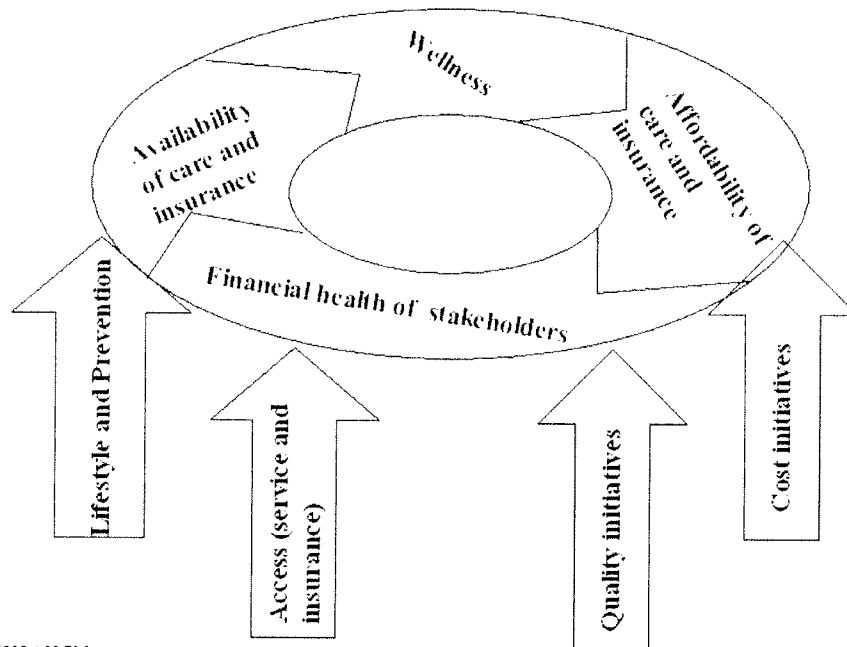 Wellness
Availability
of care and
insurance
Affordability of
care and
insurance
Financial health of stakeholders
Lifestyle and Prevention
Access (service and
insurance)
Quality initiatives
Cost initiatives